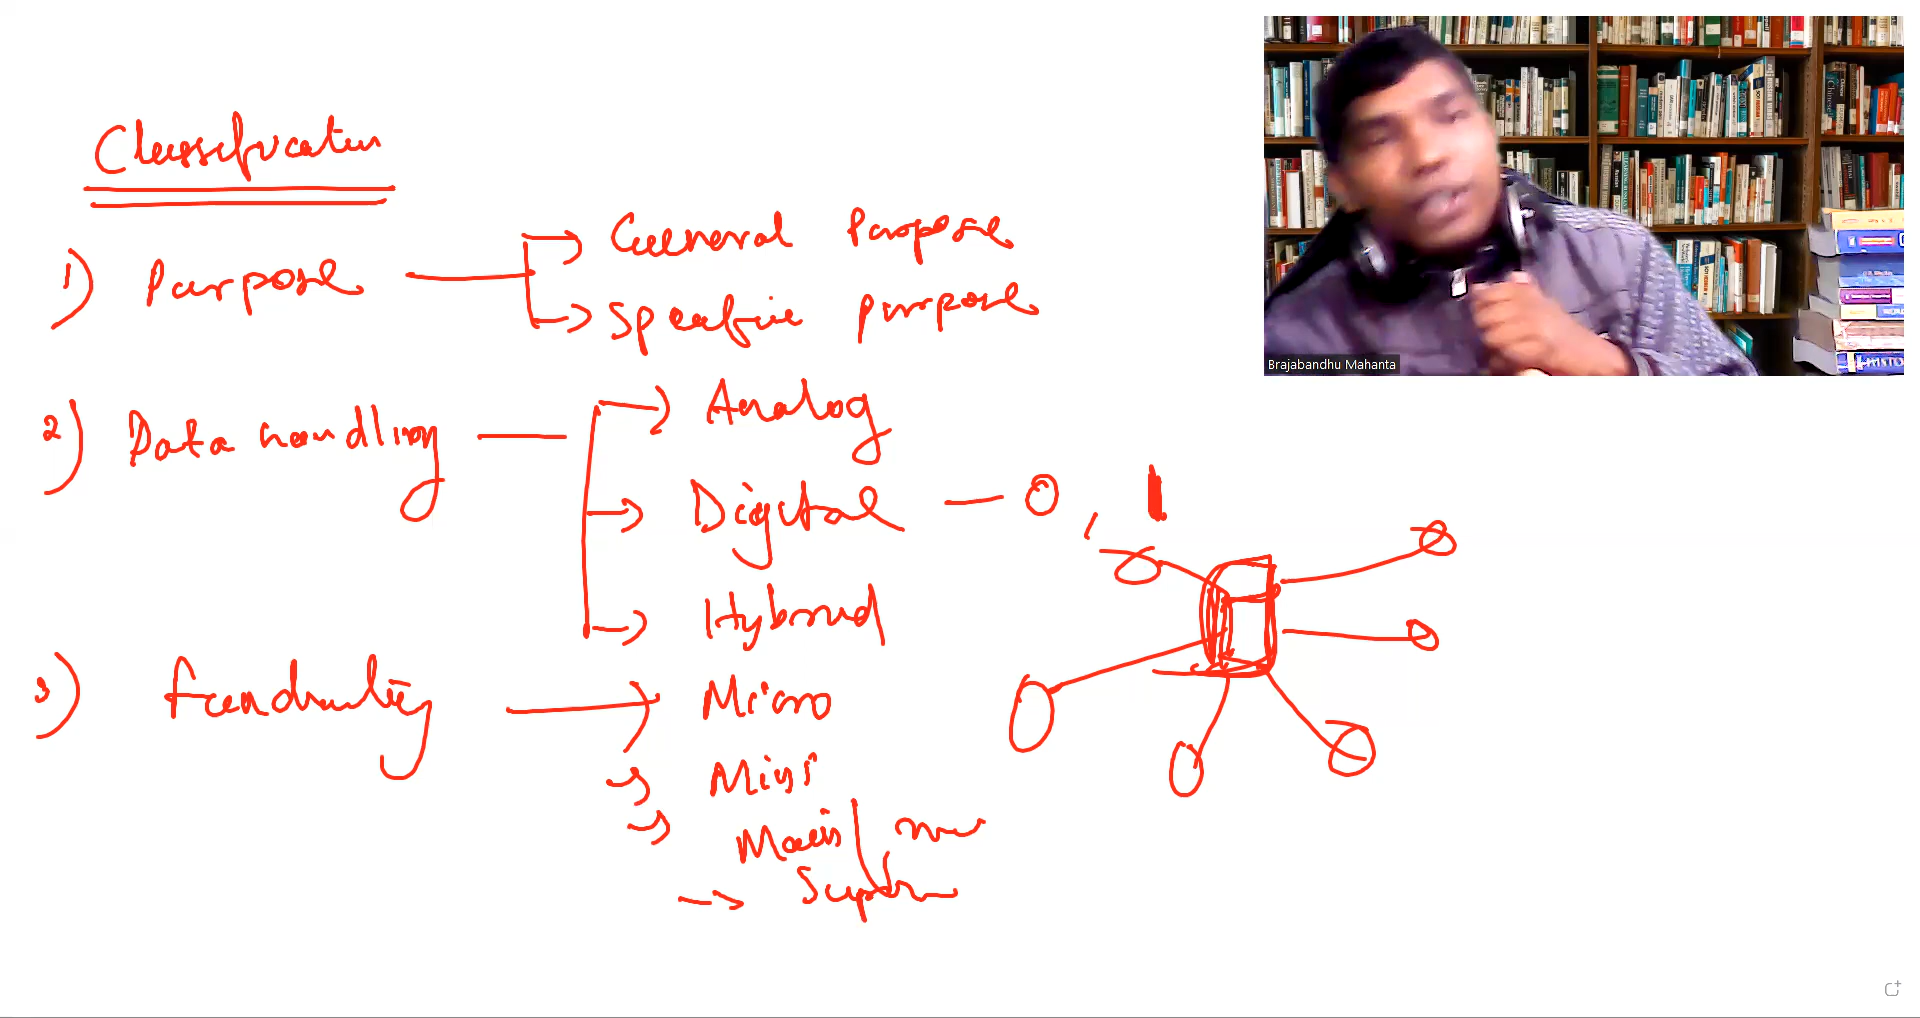 Classification
1) Purpose
General Purpose
Specific purpose
2) Data handling
Analog
Digital — 0, 1
Hybrid
3) Functionality
Micro
Mini
Main
Super
Brajabandhu Mahanta